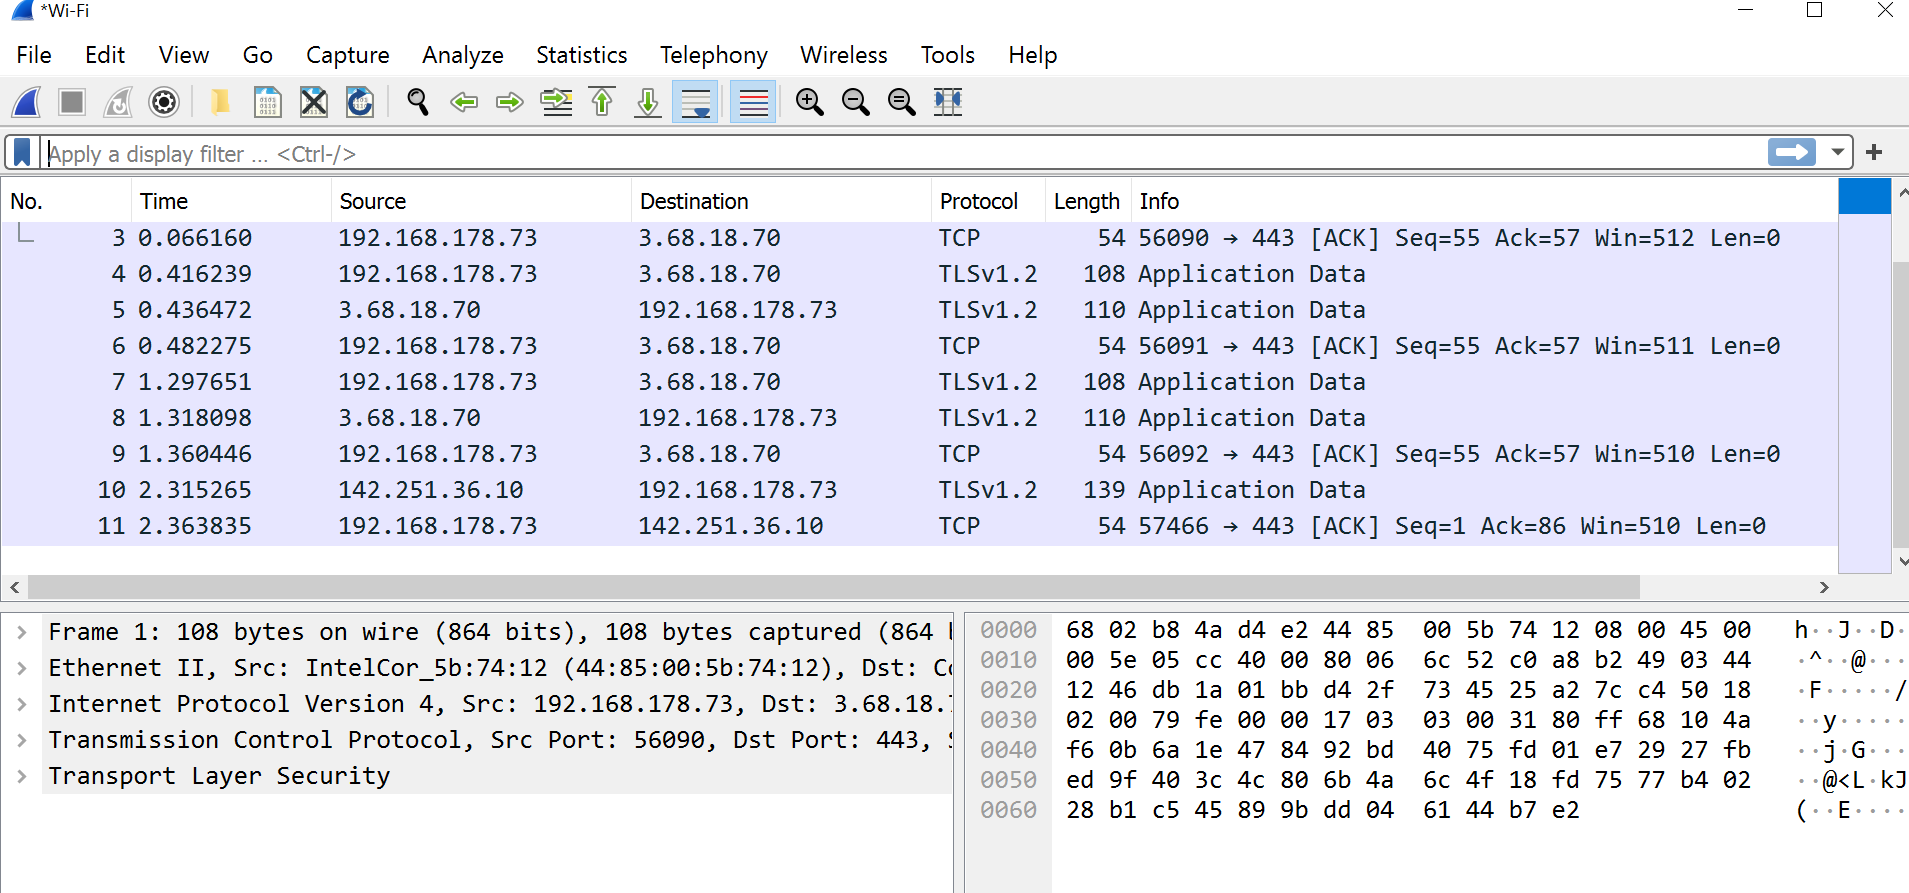 *Wi-Fi
File Edit View Go Capture Analyze Statistics Telephony Wireless Tools Help
Apply a display filter ... <Ctrl-/>
No. Time Source Destination Protocol Length Info
3 0.066160 192.168.178.73 3.68.18.70 TCP 54 56090 → 443 [ACK] Seq=55 Ack=57 Win=512 Len=0
4 0.416239 192.168.178.73 3.68.18.70 TLSv1.2 108 Application Data
5 0.436472 3.68.18.70 192.168.178.73 TLSv1.2 110 Application Data
6 0.482275 192.168.178.73 3.68.18.70 TCP 54 56091 → 443 [ACK] Seq=55 Ack=57 Win=511 Len=0
7 1.297651 192.168.178.73 3.68.18.70 TLSv1.2 108 Application Data
8 1.318098 3.68.18.70 192.168.178.73 TLSv1.2 110 Application Data
9 1.360446 192.168.178.73 3.68.18.70 TCP 54 56092 → 443 [ACK] Seq=55 Ack=57 Win=510 Len=0
10 2.315265 142.251.36.10 192.168.178.73 TLSv1.2 139 Application Data
11 2.363835 192.168.178.73 142.251.36.10 TCP 54 57466 → 443 [ACK] Seq=1 Ack=86 Win=510 Len=0
Frame 1: 108 bytes on wire (864 bits), 108 bytes captured (864
Ethernet II, Src: IntelCor_5b:74:12 (44:85:00:5b:74:12), Dst:
Internet Protocol Version 4, Src: 192.168.178.73, Dst: 3.68.18.
Transmission Control Protocol, Src Port: 56090, Dst Port: 443,
Transport Layer Security
0000 68 02 b8 4a d4 e2 44 85 00 5b 74 12 08 00 45 00 h··J··D·
0010 00 5e 05 cc 40 00 80 06 6c 52 c0 a8 b2 49 03 44 ·^··@···
0020 12 46 db 1a 01 bb d4 2f 73 45 25 a2 7c c4 50 18 ·F·····/
0030 02 00 79 fe 00 00 17 03 03 00 31 80 ff 68 10 4a ··y·····
0040 f6 0b 6a 1e 47 84 92 bd 40 75 fd 01 e7 29 27 fb ··j·G···
0050 ed 9f 40 3c 4c 80 6b 4a 6c 4f 18 fd 75 77 b4 02 ··@<L·kJ
0060 28 b1 c5 45 89 9b dd 04 61 44 b7 e2 (··E····